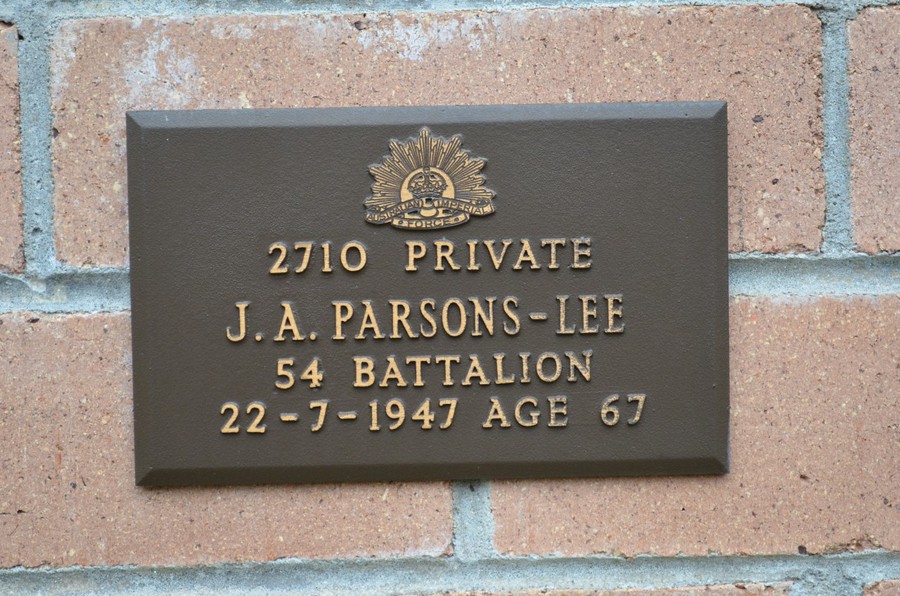 AUSTRALIAN IMPERIAL
FORCE
2710 PRIVATE
J. A. PARSONS-LEE
54 BATTALION
22-7-1947 AGE 67